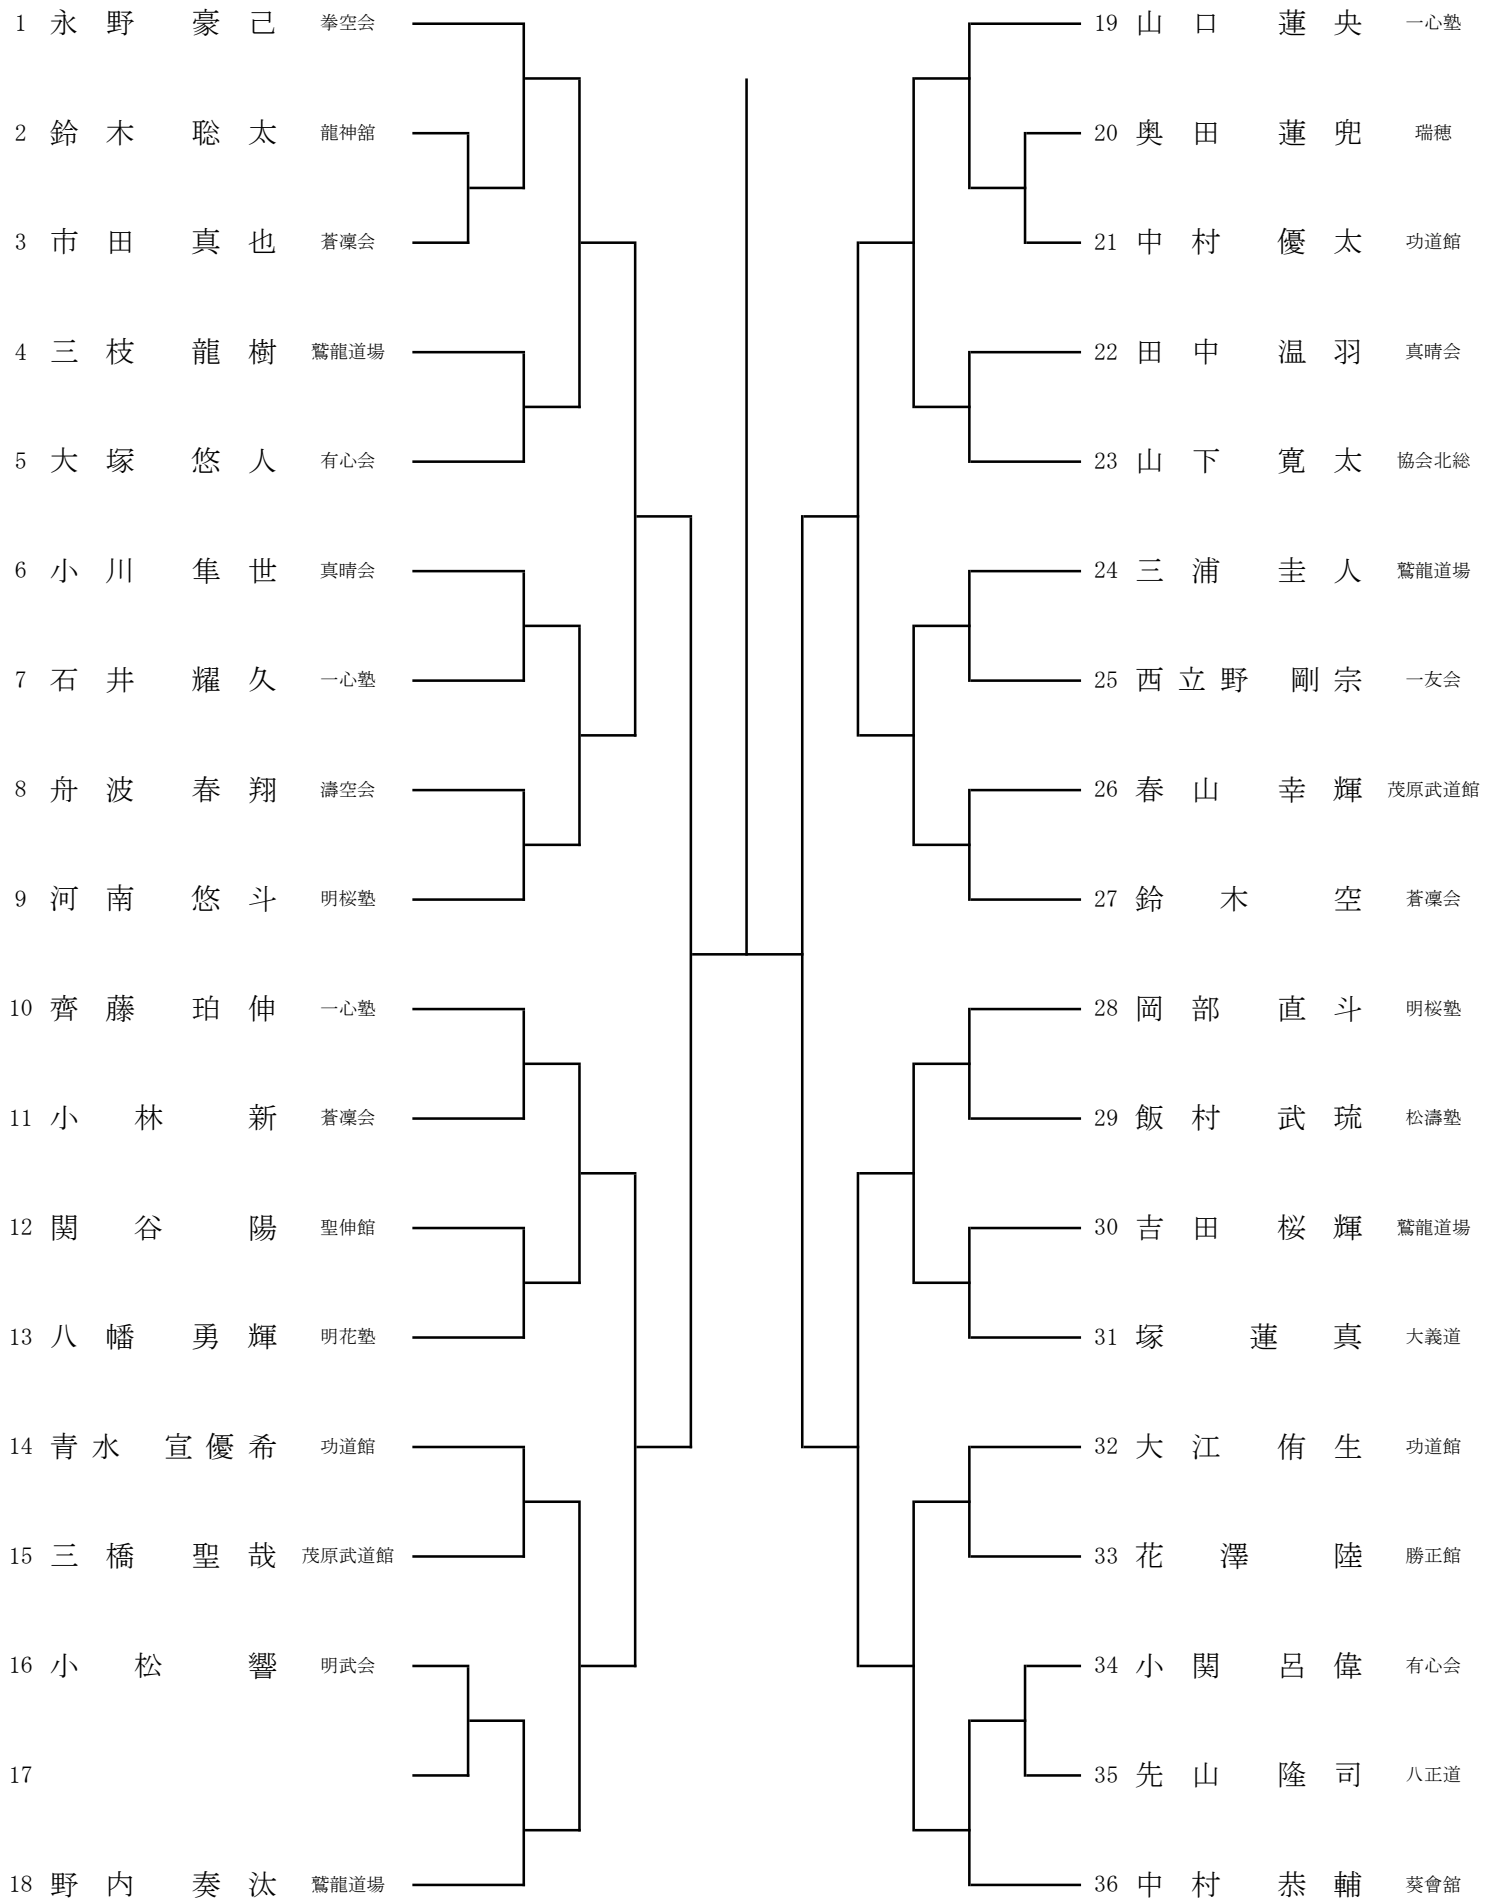 1 永野 豪己 拳空会
2 鈴木 聡太 龍神舘
3 市田 真也 蒼凜会
4 三枝 龍樹 鷲龍道場
5 大塚 悠人 有心会
6 小川 隼世 真晴会
7 石井 耀久 一心塾
8 舟波 春翔 濤空会
9 河南 悠斗 明桜塾
10 齊藤 珀伸 一心塾
11 小林 新 蒼凜会
12 関谷 陽 聖伸館
13 八幡 勇輝 明花塾
14 青水 宣優希 功道館
15 三橋 聖哉 茂原武道館
16 小松 響 明武会
17
18 野内 奏汰 鷲龍道場
19 山口 蓮央 一心塾
20 奥田 蓮兜 瑞穂
21 中村 優太 功道館
22 田中 温羽 真晴会
23 山下 寛太 協会北総
24 三浦 圭人 鷲龍道場
25 西立野 剛宗 一友会
26 春山 幸輝 茂原武道館
27 鈴木 空 蒼凜会
28 岡部 直斗 明桜塾
29 飯村 武琉 松濤塾
30 吉田 桜輝 鷲龍道場
31 塚 蓮真 大義道
32 大江 侑生 功道館
33 花澤 陸 勝正館
34 小関 呂偉 有心会
35 先山 隆司 八正道
36 中村 恭輔 葵會舘